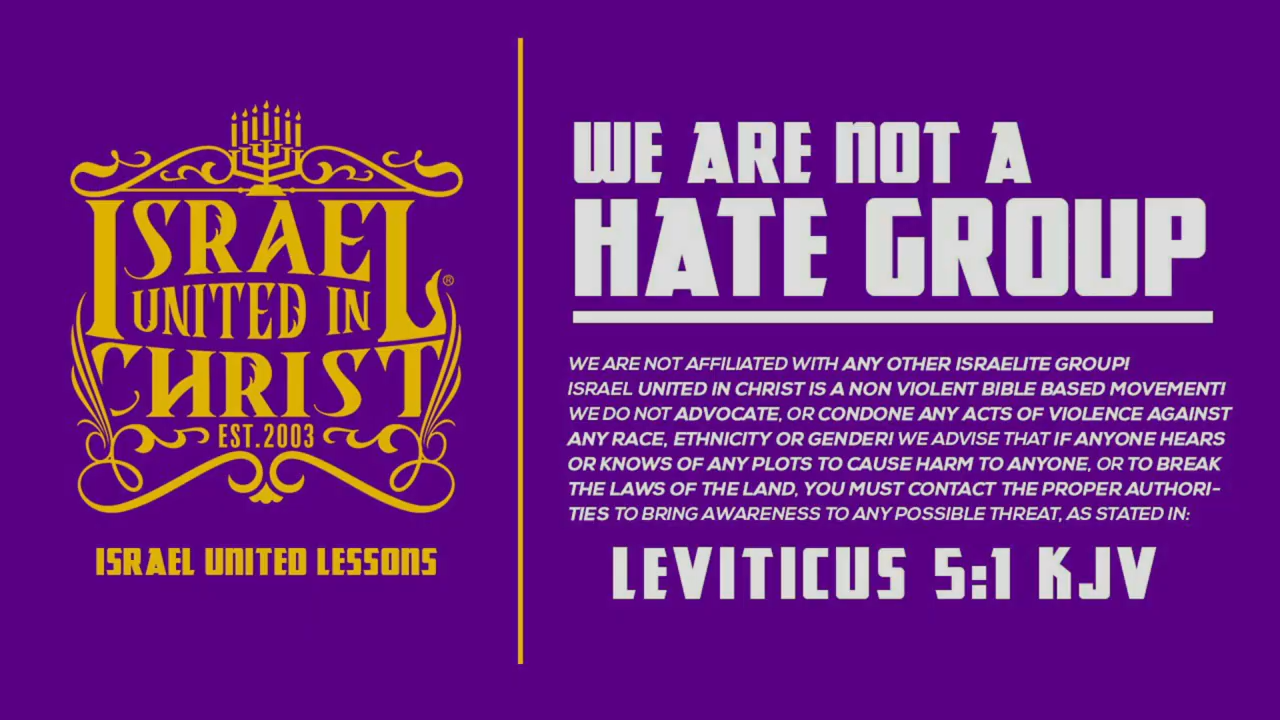 ISRAEL
UNITED IN
CHRIST
®
EST.2003
ISRAEL UNITED LESSONS
WE ARE NOT A
HATE GROUP
WE ARE NOT AFFILIATED WITH ANY OTHER ISRAELITE GROUP!
ISRAEL UNITED IN CHRIST IS A NON VIOLENT BIBLE BASED MOVEMENT!
WE DO NOT ADVOCATE, OR CONDONE ANY ACTS OF VIOLENCE AGAINST
ANY RACE, ETHNICITY OR GENDER! WE ADVISE THAT IF ANYONE HEARS
OR KNOWS OF ANY PLOTS TO CAUSE HARM TO ANYONE, OR TO BREAK
THE LAWS OF THE LAND, YOU MUST CONTACT THE PROPER AUTHORI-
TIES TO BRING AWARENESS TO ANY POSSIBLE THREAT, AS STATED IN:
LEVITICUS 5:1 KJV